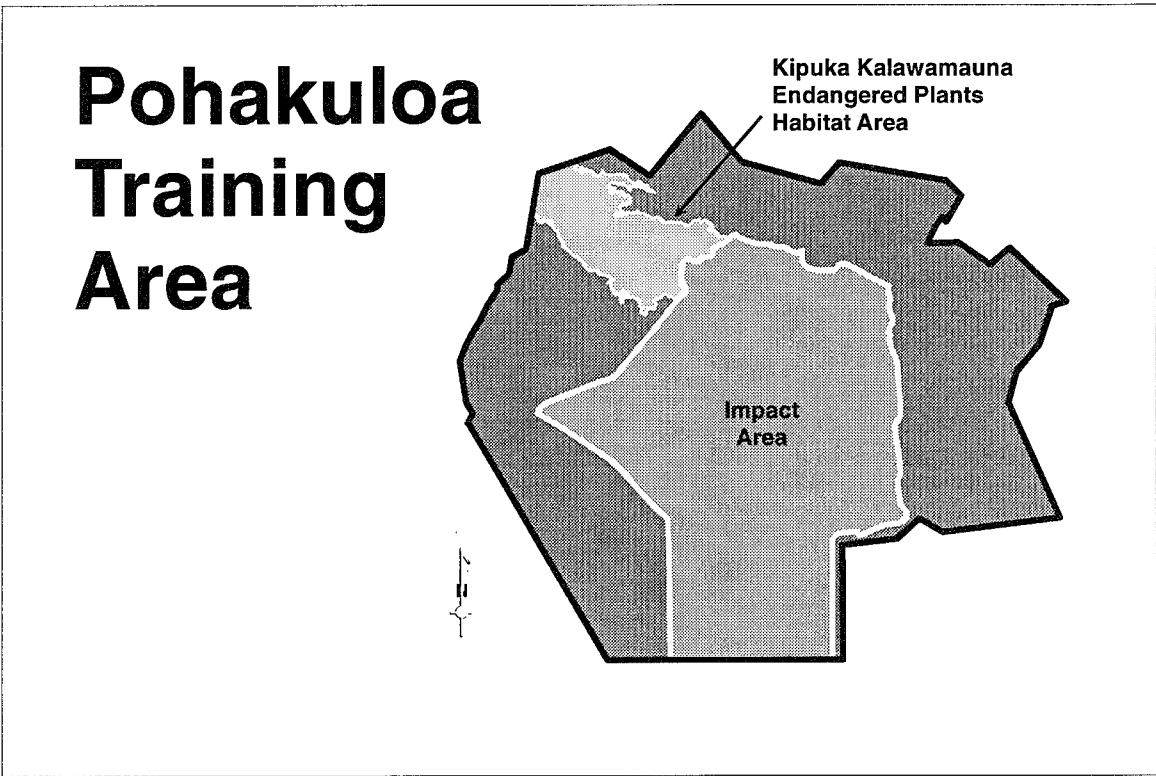 Pohakuloa
Training
Area
Kipuka Kalawamauna
Endangered Plants
Habitat Area
Impact
Area